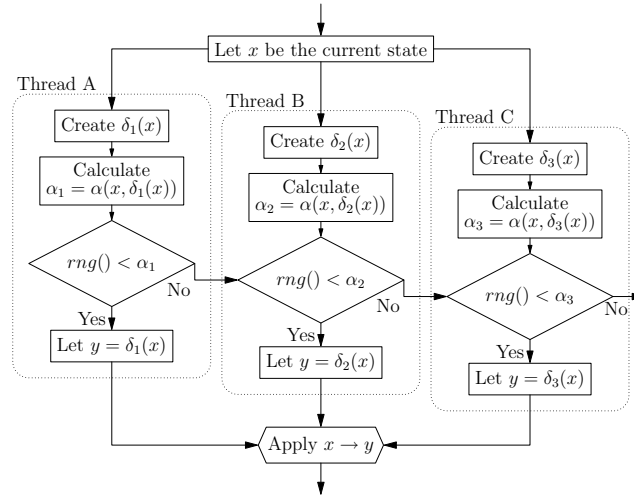 Let x be the current state
Thread A
Create δ₁(x)
Calculate
α₁ = α(x, δ₁(x))
rng() < α₁
No
Yes
Let y = δ₁(x)
Thread B
Create δ₂(x)
Calculate
α₂ = α(x, δ₂(x))
rng() < α₂
No
Yes
Let y = δ₂(x)
Thread C
Create δ₃(x)
Calculate
α₃ = α(x, δ₃(x))
rng() < α₃
No
Yes
Let y = δ₃(x)
Apply x → y